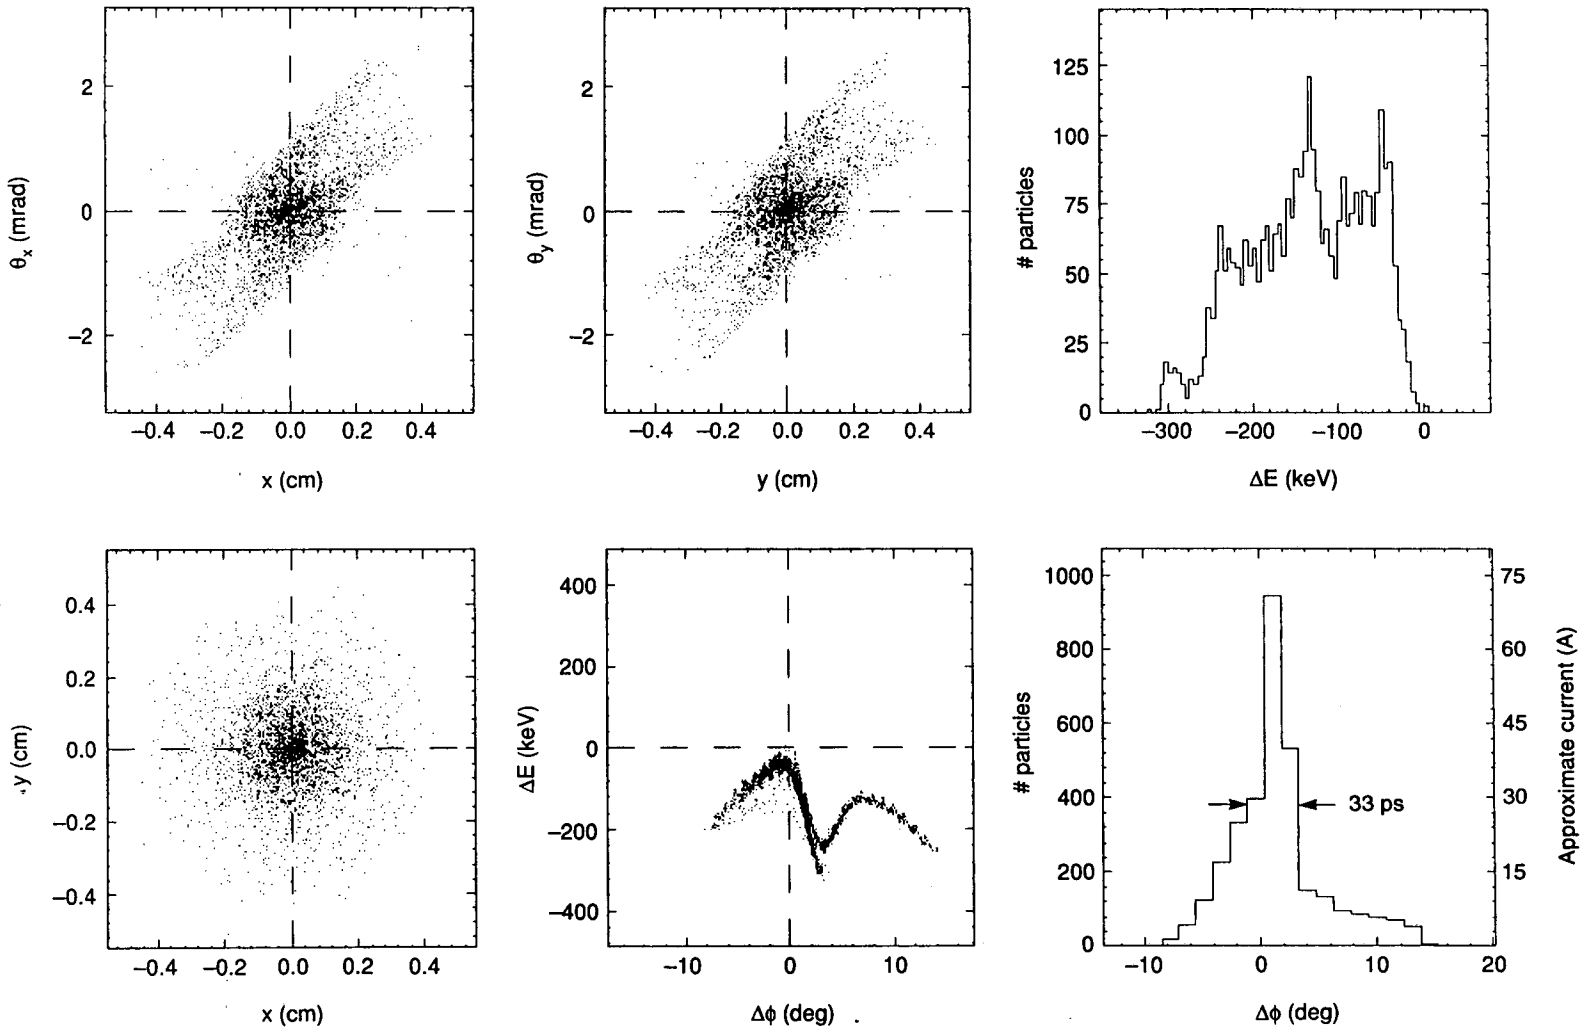 2
0
−2
θx (mrad)
−0.4 −0.2 0.0 0.2 0.4
x (cm)
2
0
−2
θy (mrad)
−0.4 −0.2 0.0 0.2 0.4
y (cm)
125
100
75
50
25
0
# particles
−300 −200 −100 0
ΔE (keV)
0.4
0.2
0.0
−0.2
−0.4
y (cm)
−0.4 −0.2 0.0 0.2 0.4
x (cm)
400
200
0
−200
−400
ΔE (keV)
−10 0 10
Δϕ (deg)
1000
800
600
400
200
0
# particles
33 ps
75
60
45
30
15
Approximate current (A)
−10 0 10 20
Δϕ (deg)